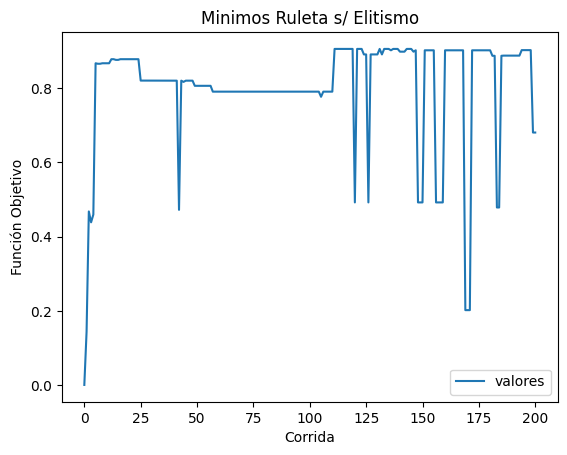 Minimos Ruleta s/ Elitismo
Función Objetivo
0.8
0.6
0.4
0.2
0.0
valores
0 25 50 75 100 125 150 175 200
Corrida